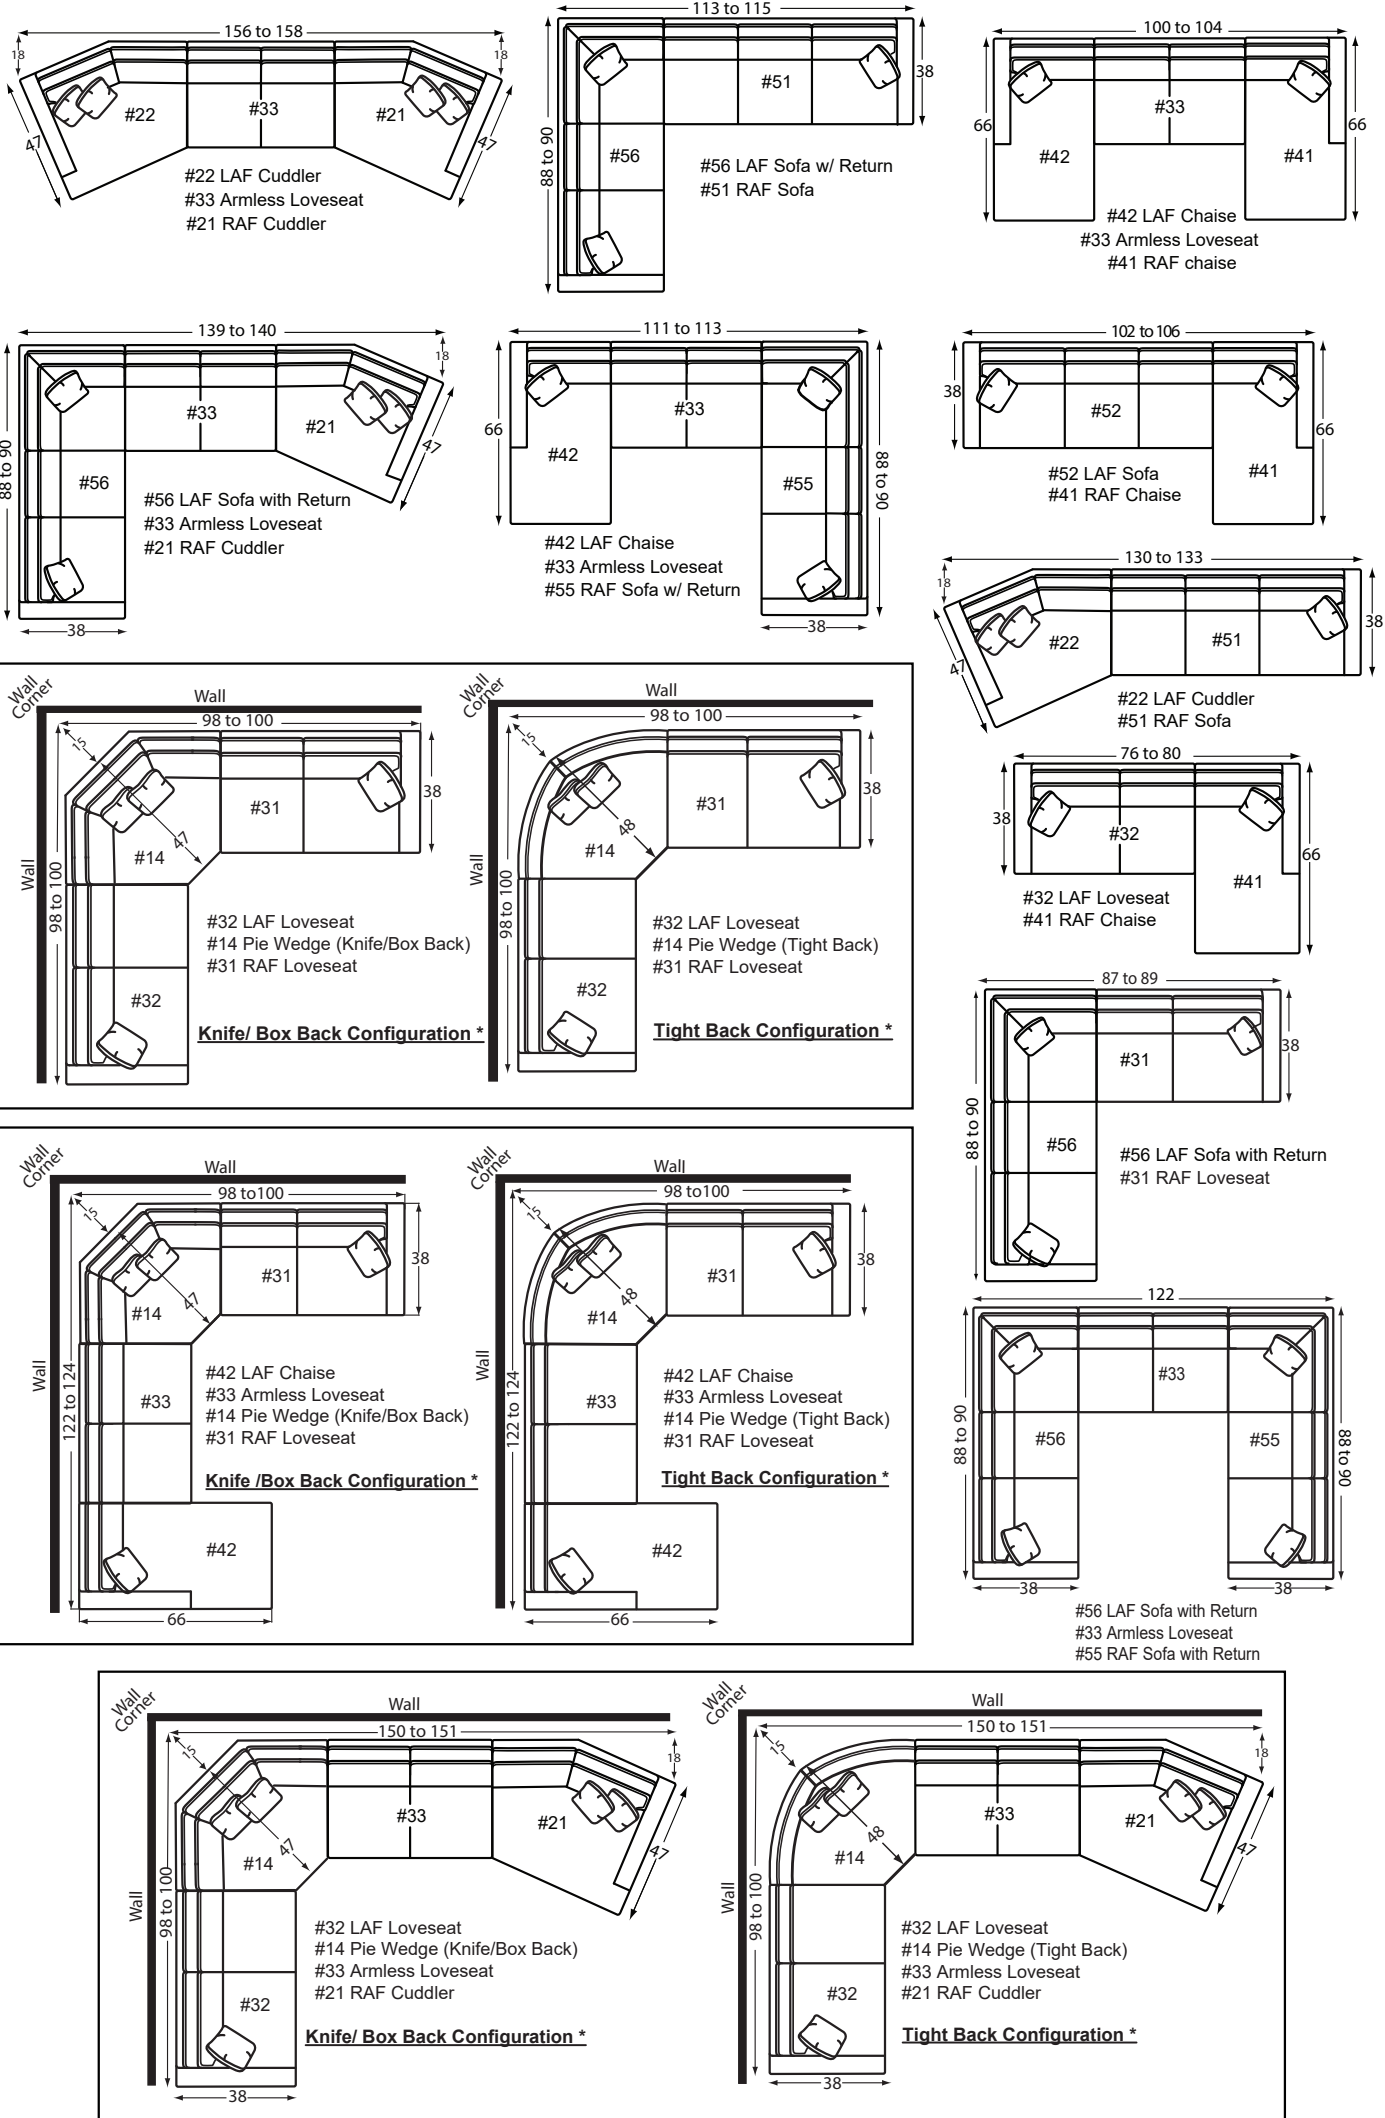 156 to 158
18
18
#22
#33
#21
47
47
#22 LAF Cuddler
#33 Armless Loveseat
#21 RAF Cuddler
113 to 115
38
#51
88 to 90
#56
#56 LAF Sofa w/ Return
#51 RAF Sofa
100 to 104
66
#33
66
#42
#41
#42 LAF Chaise
#33 Armless Loveseat
#41 RAF chaise
139 to 140
18
#33
#21
47
88 to 90
#56
#56 LAF Sofa with Return
#33 Armless Loveseat
#21 RAF Cuddler
38
111 to 113
66
#33
#42
88 to 90
#55
#42 LAF Chaise
#33 Armless Loveseat
#55 RAF Sofa w/ Return
38
102 to 106
38
#52
66
#41
#52 LAF Sofa
#41 RAF Chaise
130 to 133
18
#22
#51
38
47
#22 LAF Cuddler
#51 RAF Sofa
Wall
Corner
Wall
98 to 100
15
#31
38
47
#14
Wall
98 to 100
#32 LAF Loveseat
#14 Pie Wedge (Knife/Box Back)
#31 RAF Loveseat
#32
Knife/ Box Back Configuration *
Wall
Corner
Wall
98 to 100
15
#31
38
48
#14
Wall
98 to 100
#32 LAF Loveseat
#14 Pie Wedge (Tight Back)
#31 RAF Loveseat
#32
Tight Back Configuration *
76 to 80
38
#32
66
#41
#32 LAF Loveseat
#41 RAF Chaise
87 to 89
#31
38
88 to 90
#56
#56 LAF Sofa with Return
#31 RAF Loveseat
Wall
Corner
Wall
98 to100
15
#31
38
47
#14
Wall
122 to 124
#33
#42 LAF Chaise
#33 Armless Loveseat
#14 Pie Wedge (Knife/Box Back)
#31 RAF Loveseat
Knife /Box Back Configuration *
#42
66
Wall
Corner
Wall
98 to100
15
#31
38
48
#14
Wall
122 to 124
#33
#42 LAF Chaise
#33 Armless Loveseat
#14 Pie Wedge (Tight Back)
#31 RAF Loveseat
Tight Back Configuration *
#42
66
122
#33
88 to 90
#56
#55
88 to 90
38
38
#56 LAF Sofa with Return
#33 Armless Loveseat
#55 RAF Sofa with Return
Wall
Corner
Wall
150 to 151
15
18
#33
#21
47
#14
47
Wall
98 to 100
#32 LAF Loveseat
#14 Pie Wedge (Knife/Box Back)
#33 Armless Loveseat
#21 RAF Cuddler
#32
Knife/ Box Back Configuration *
38
Wall
Corner
Wall
150 to 151
15
18
#33
#21
48
#14
47
Wall
98 to 100
#32 LAF Loveseat
#14 Pie Wedge (Tight Back)
#33 Armless Loveseat
#21 RAF Cuddler
#32
Tight Back Configuration *
38